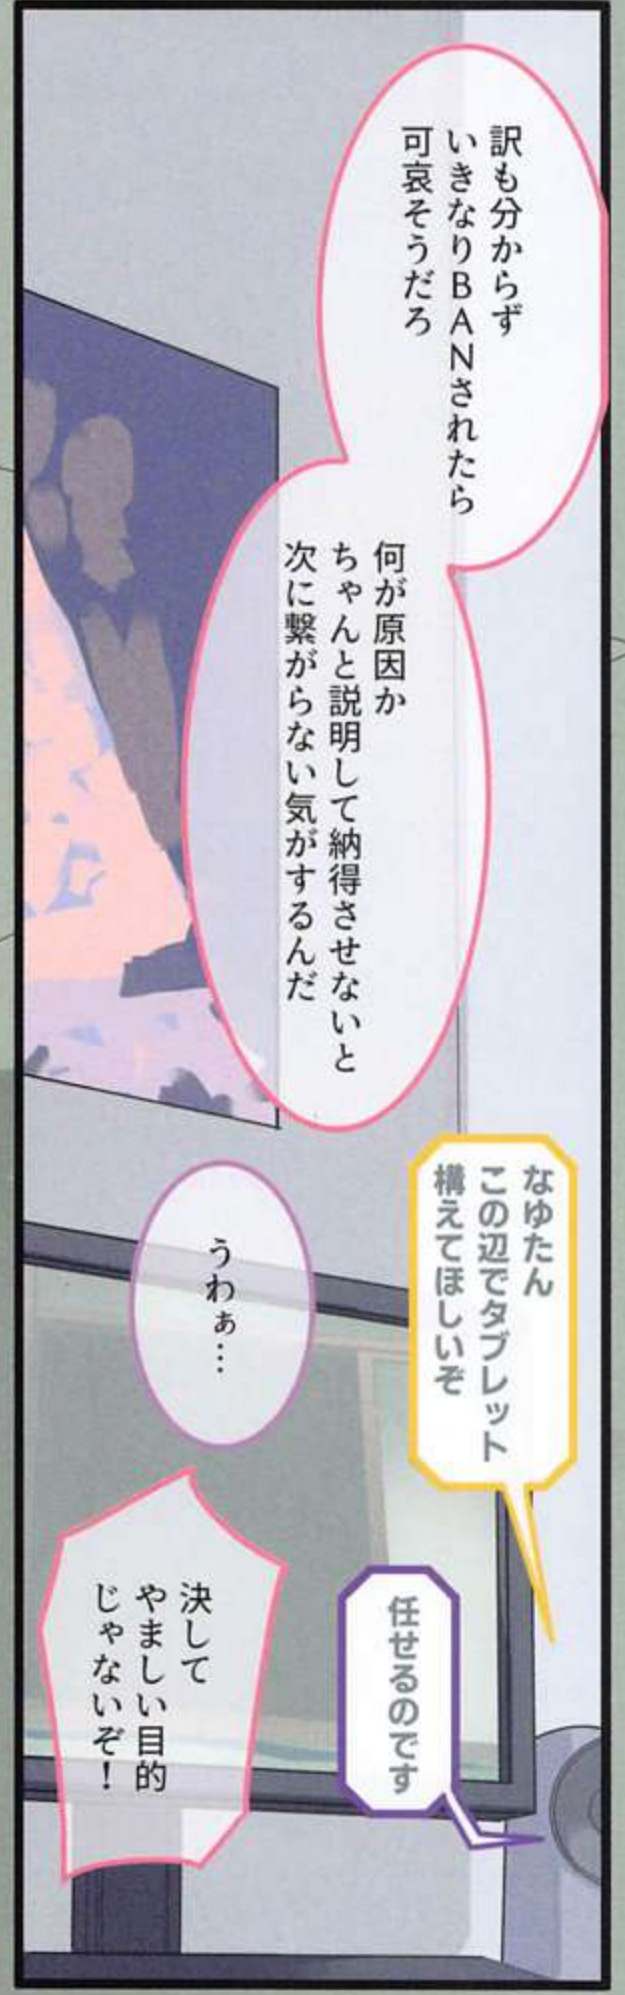 訳も分からず
いきなりBANされたら
可哀そうだろ
何が原因か
ちゃんと説明して納得させないと
次に繋がらない気がするんだ
なゆたん
この辺でタブレット
構えてほしいぞ
うわぁ…
任せるのです
決して
やましい目的
じゃないぞ！